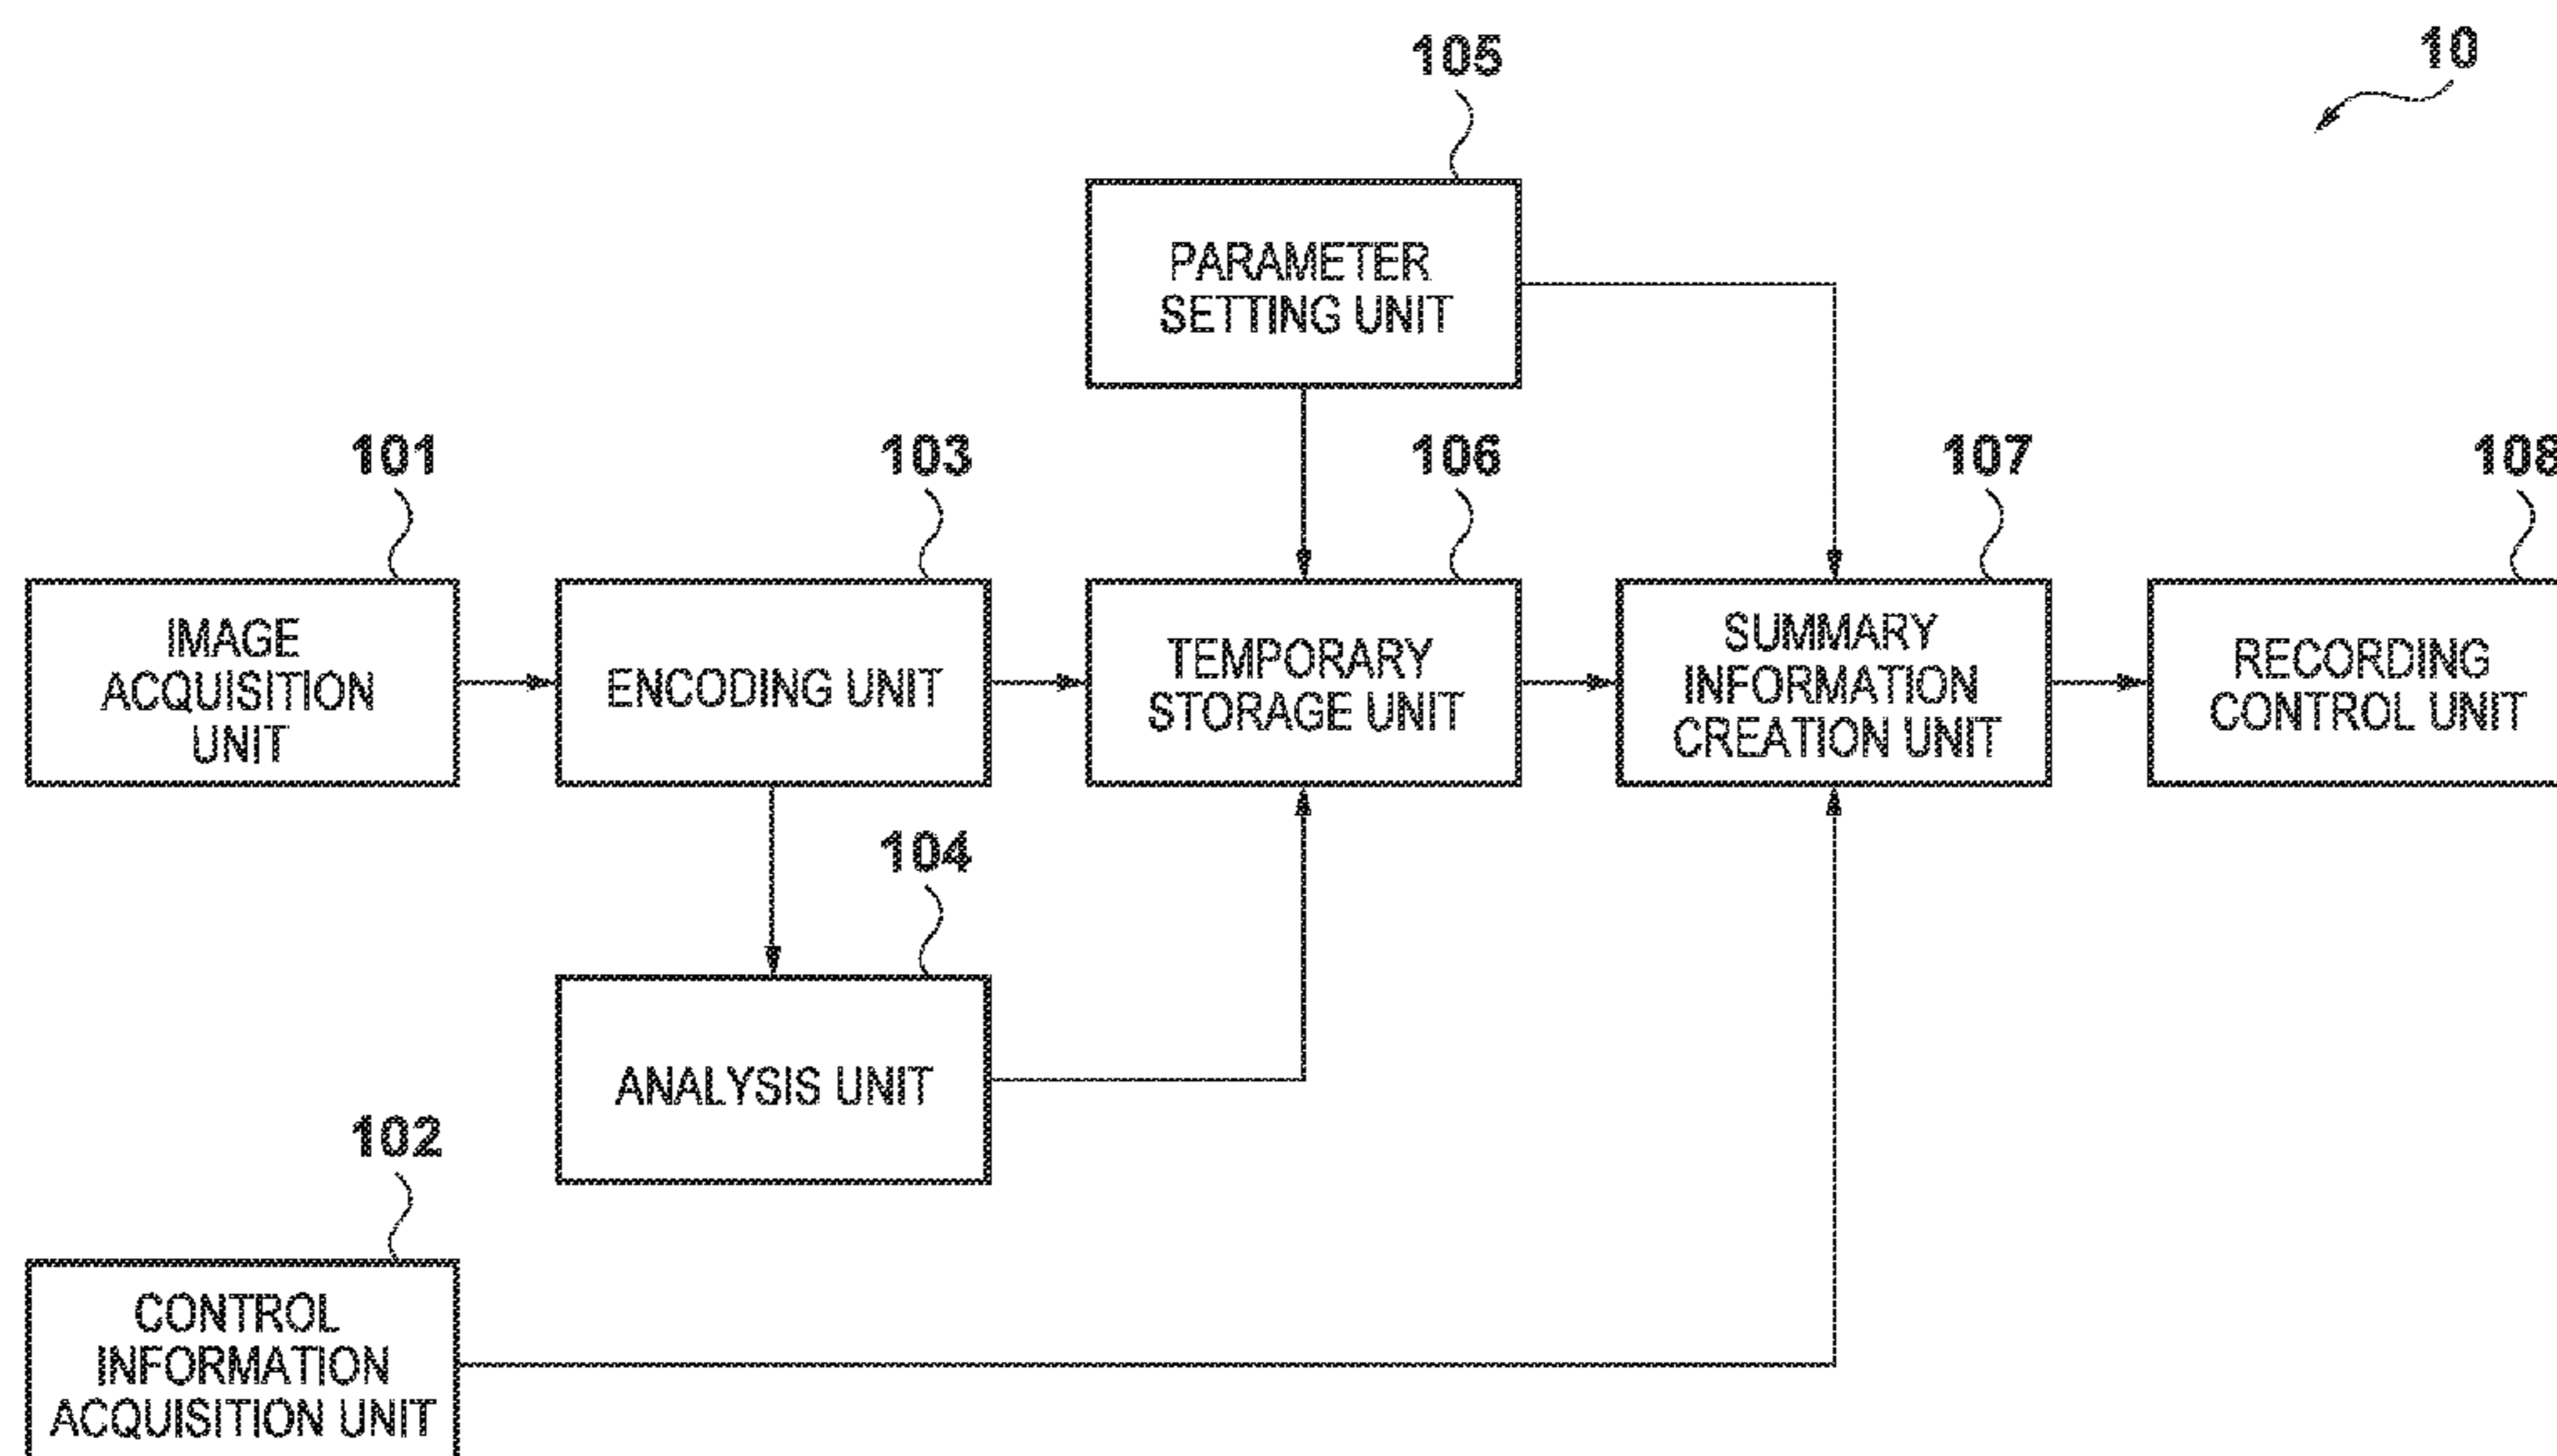 10
105
PARAMETER
SETTING UNIT
101
103
106
107
108
IMAGE
ACQUISITION
UNIT
ENCODING UNIT
TEMPORARY
STORAGE UNIT
SUMMARY
INFORMATION
CREATION UNIT
RECORDING
CONTROL UNIT
104
ANALYSIS UNIT
102
CONTROL
INFORMATION
ACQUISITION UNIT